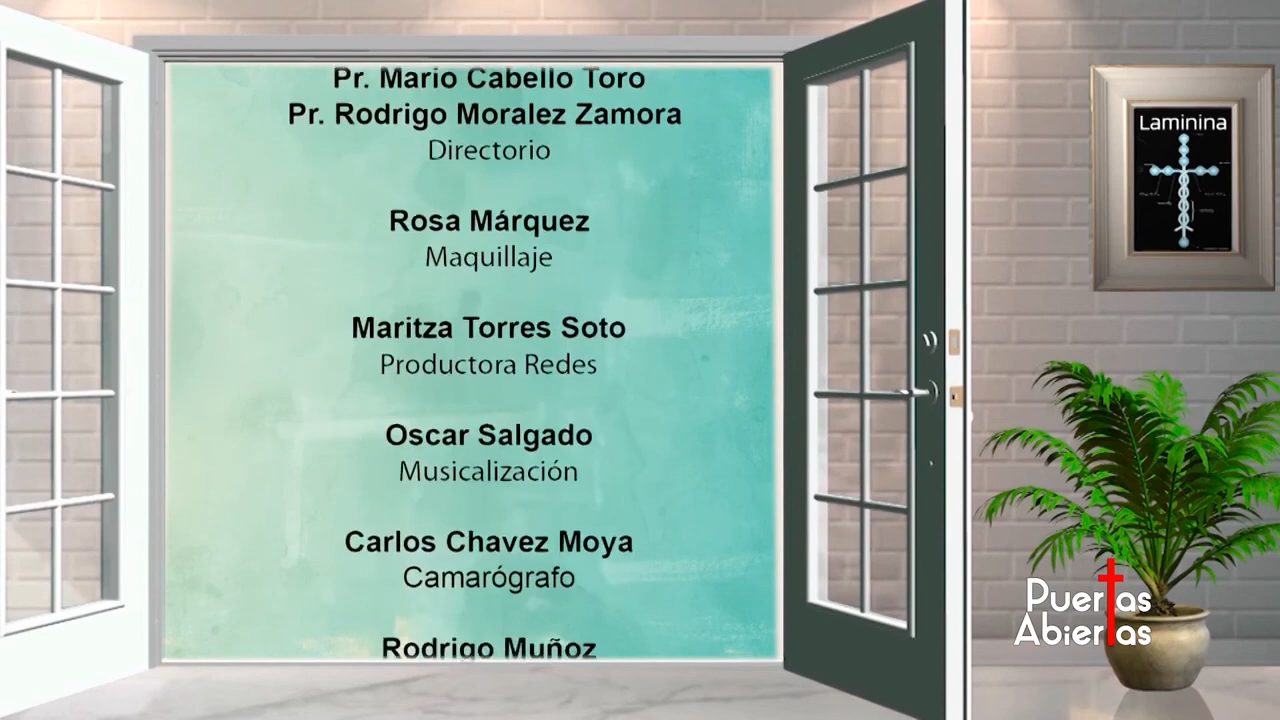 Pr. Mario Cabello Toro
Pr. Rodrigo Moralez Zamora
Directorio
Rosa Márquez
Maquillaje
Maritza Torres Soto
Productora Redes
Oscar Salgado
Musicalización
Carlos Chavez Moya
Camarógrafo
Rodrigo Muñoz
Laminina
Puertas
Abiertas